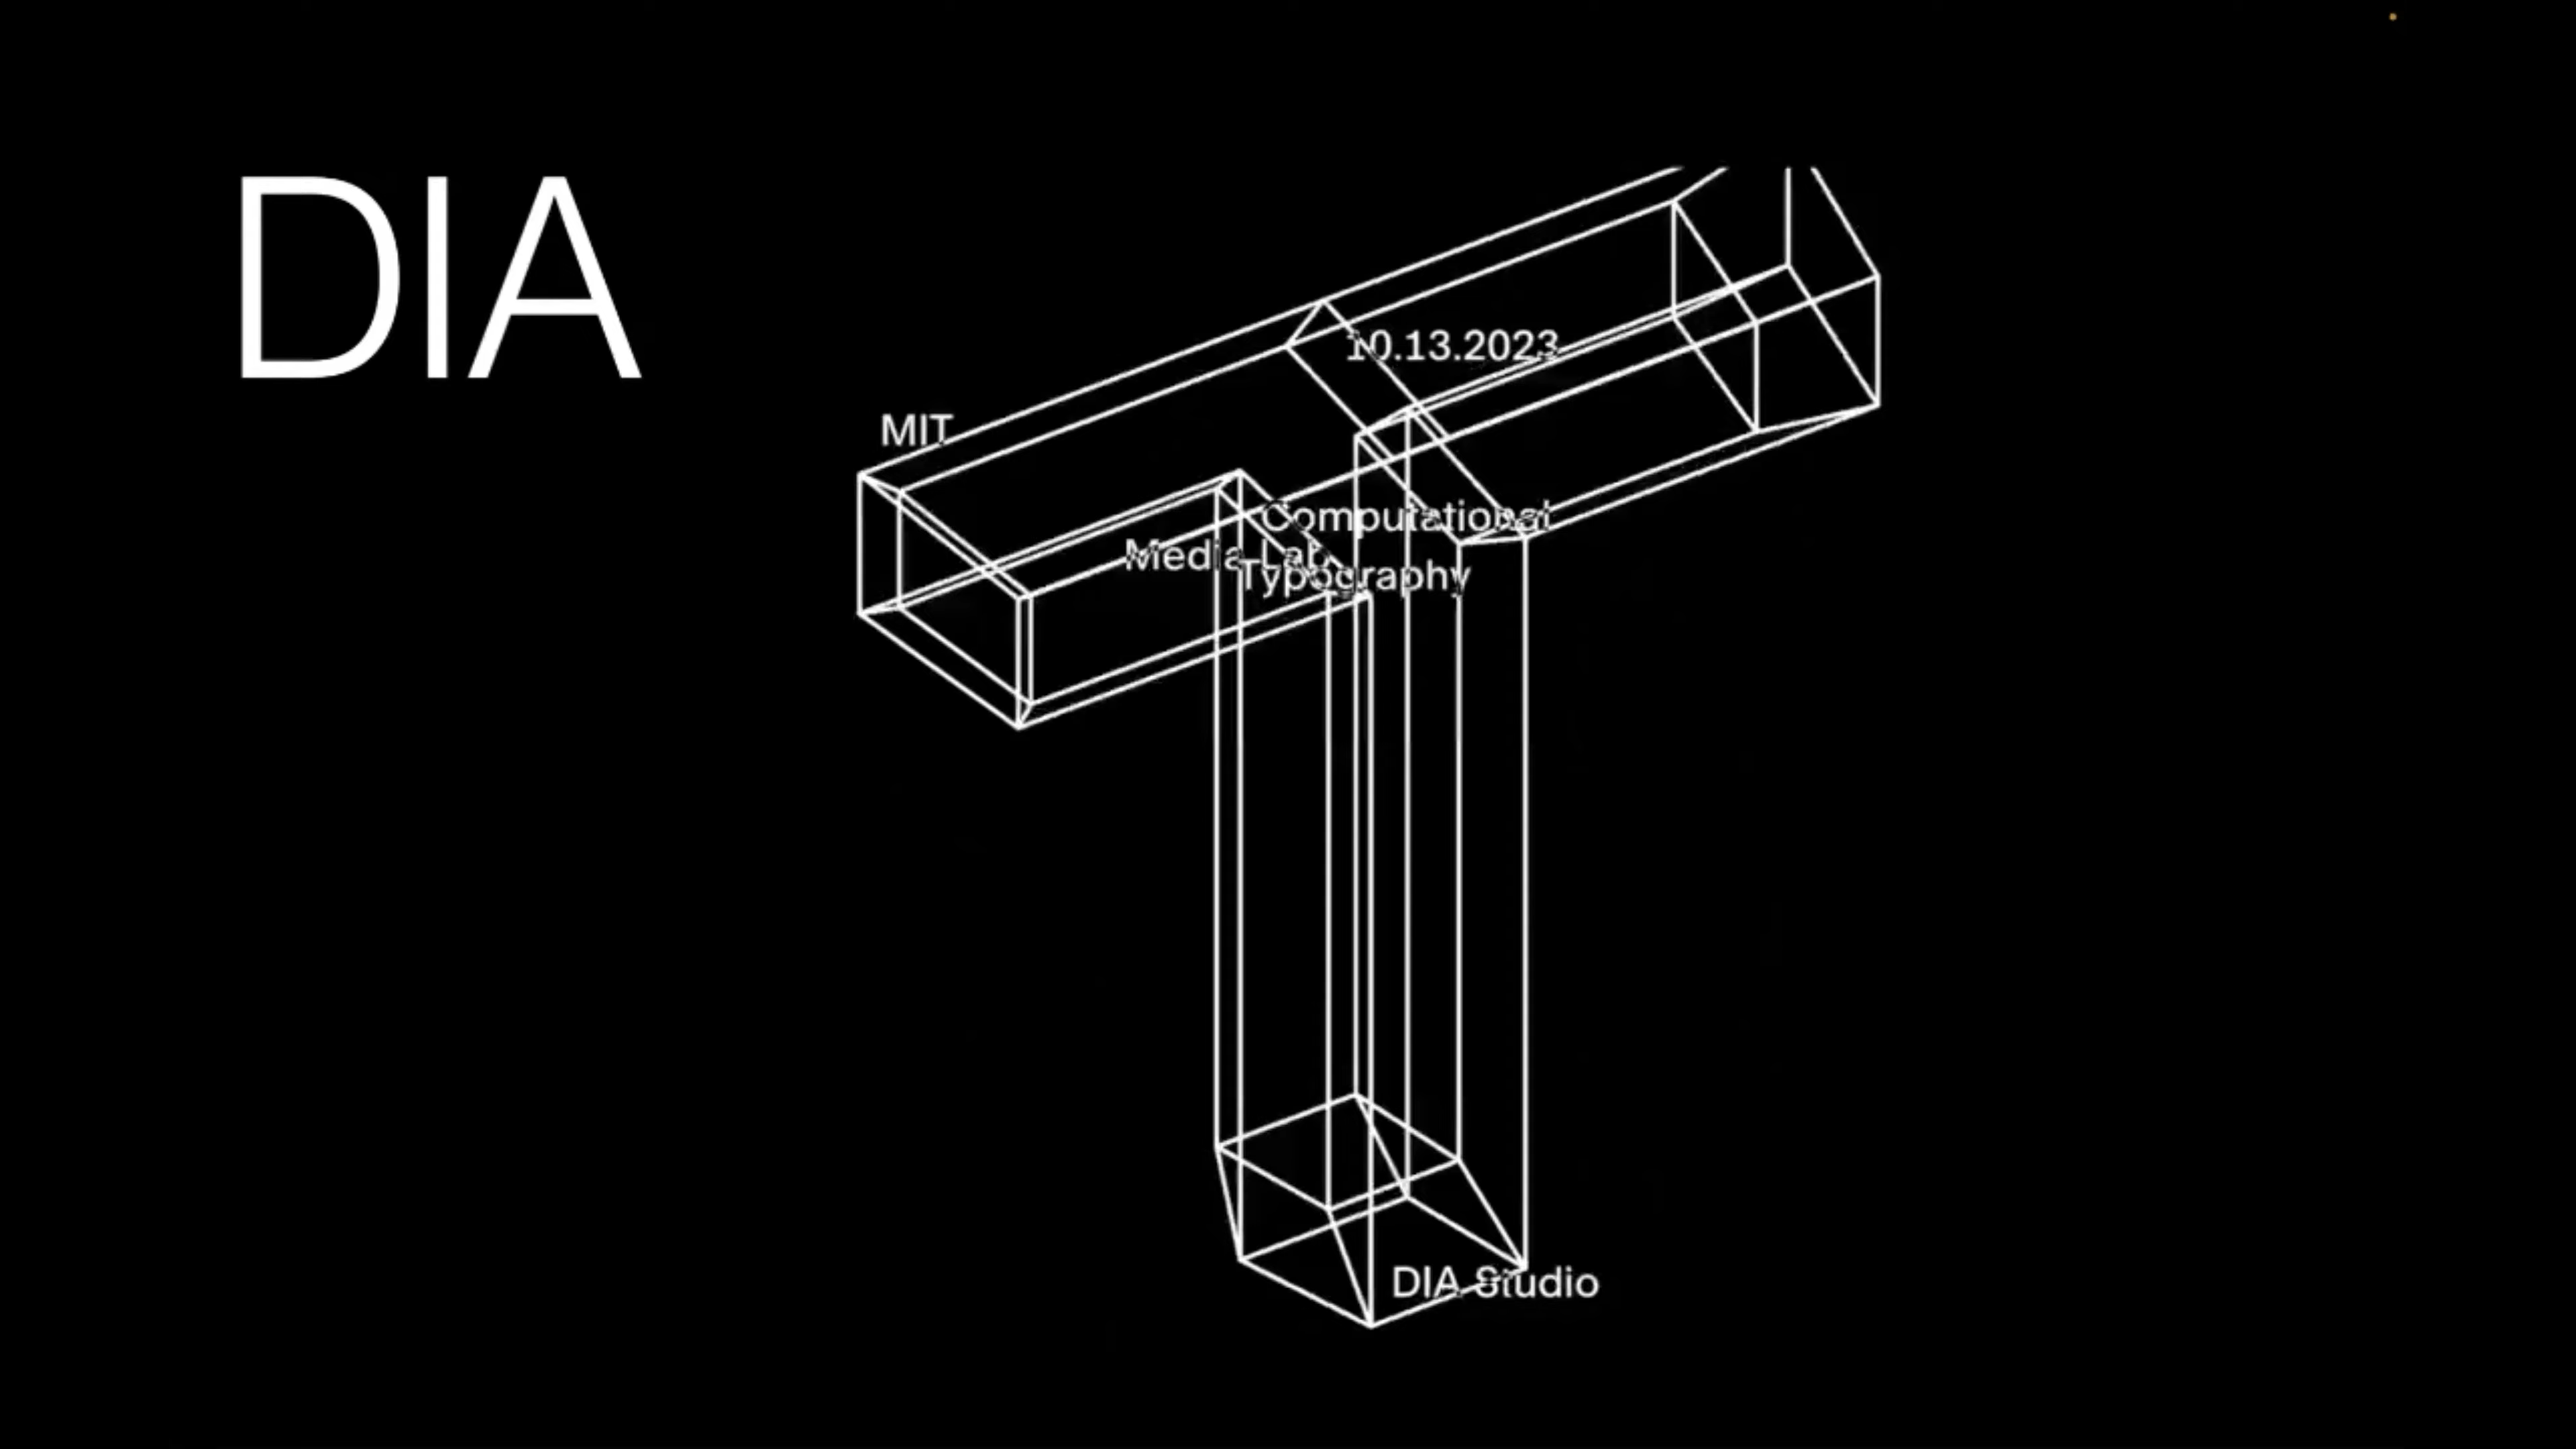 DIA
10.13.2023
MIT
Computational
Media Lab
Typography
DIA Studio